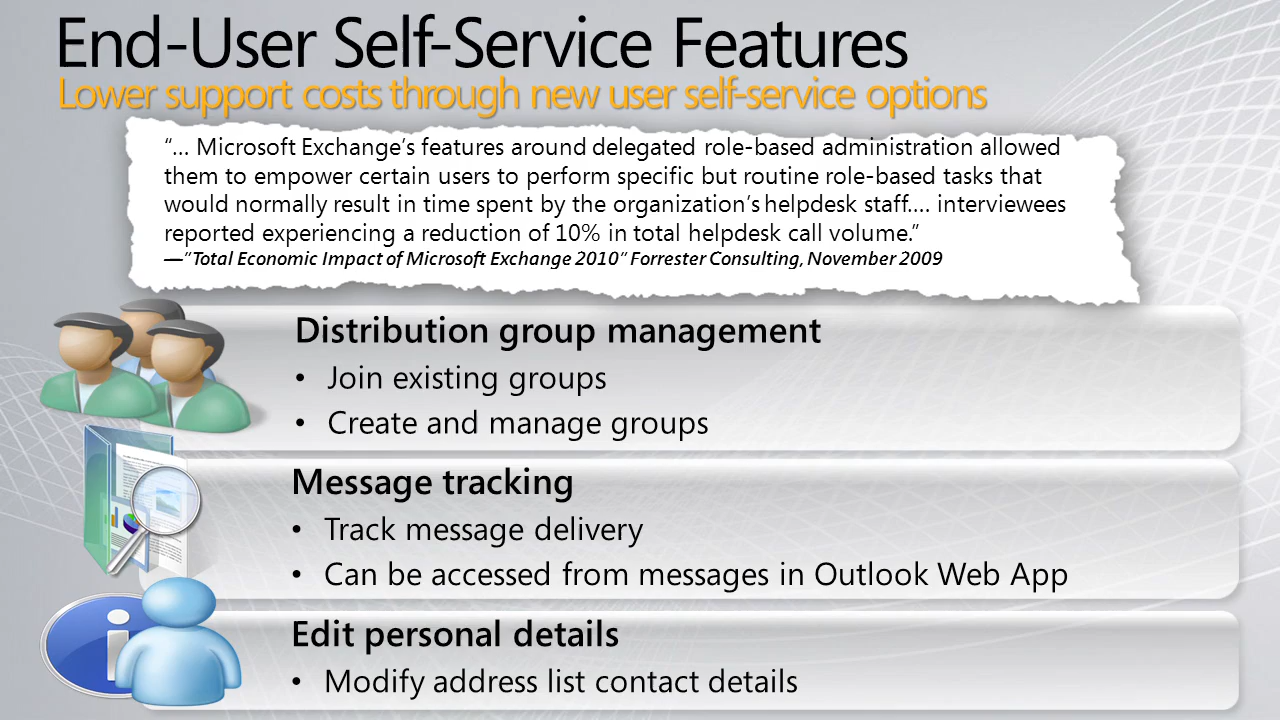 End-User Self-Service Features
Lower support costs through new user self-service options
“... Microsoft Exchange’s features around delegated role-based administration allowed
them to empower certain users to perform specific but routine role-based tasks that
would normally result in time spent by the organization’s helpdesk staff.... interviewees
reported experiencing a reduction of 10% in total helpdesk call volume.”
—“Total Economic Impact of Microsoft Exchange 2010” Forrester Consulting, November 2009
Distribution group management
• Join existing groups
• Create and manage groups
Message tracking
• Track message delivery
• Can be accessed from messages in Outlook Web App
Edit personal details
• Modify address list contact details